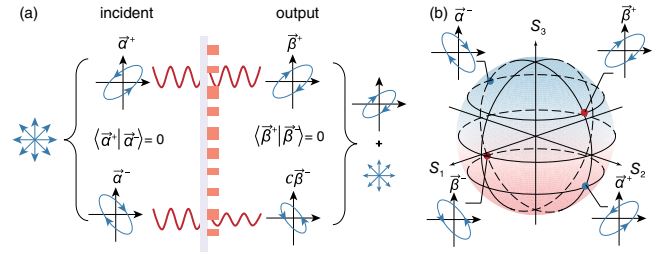 (a) incident output
α⃗⁺ β⃗⁺
⟨α⃗⁺|α⃗⁻⟩=0 ⟨β⃗⁺|β⃗⁻⟩=0
+
α⃗⁻ cβ⃗⁻
(b)
α⃗⁻ S₃ β⃗⁺
S₁ S₂
β⃗⁻ α⃗⁺